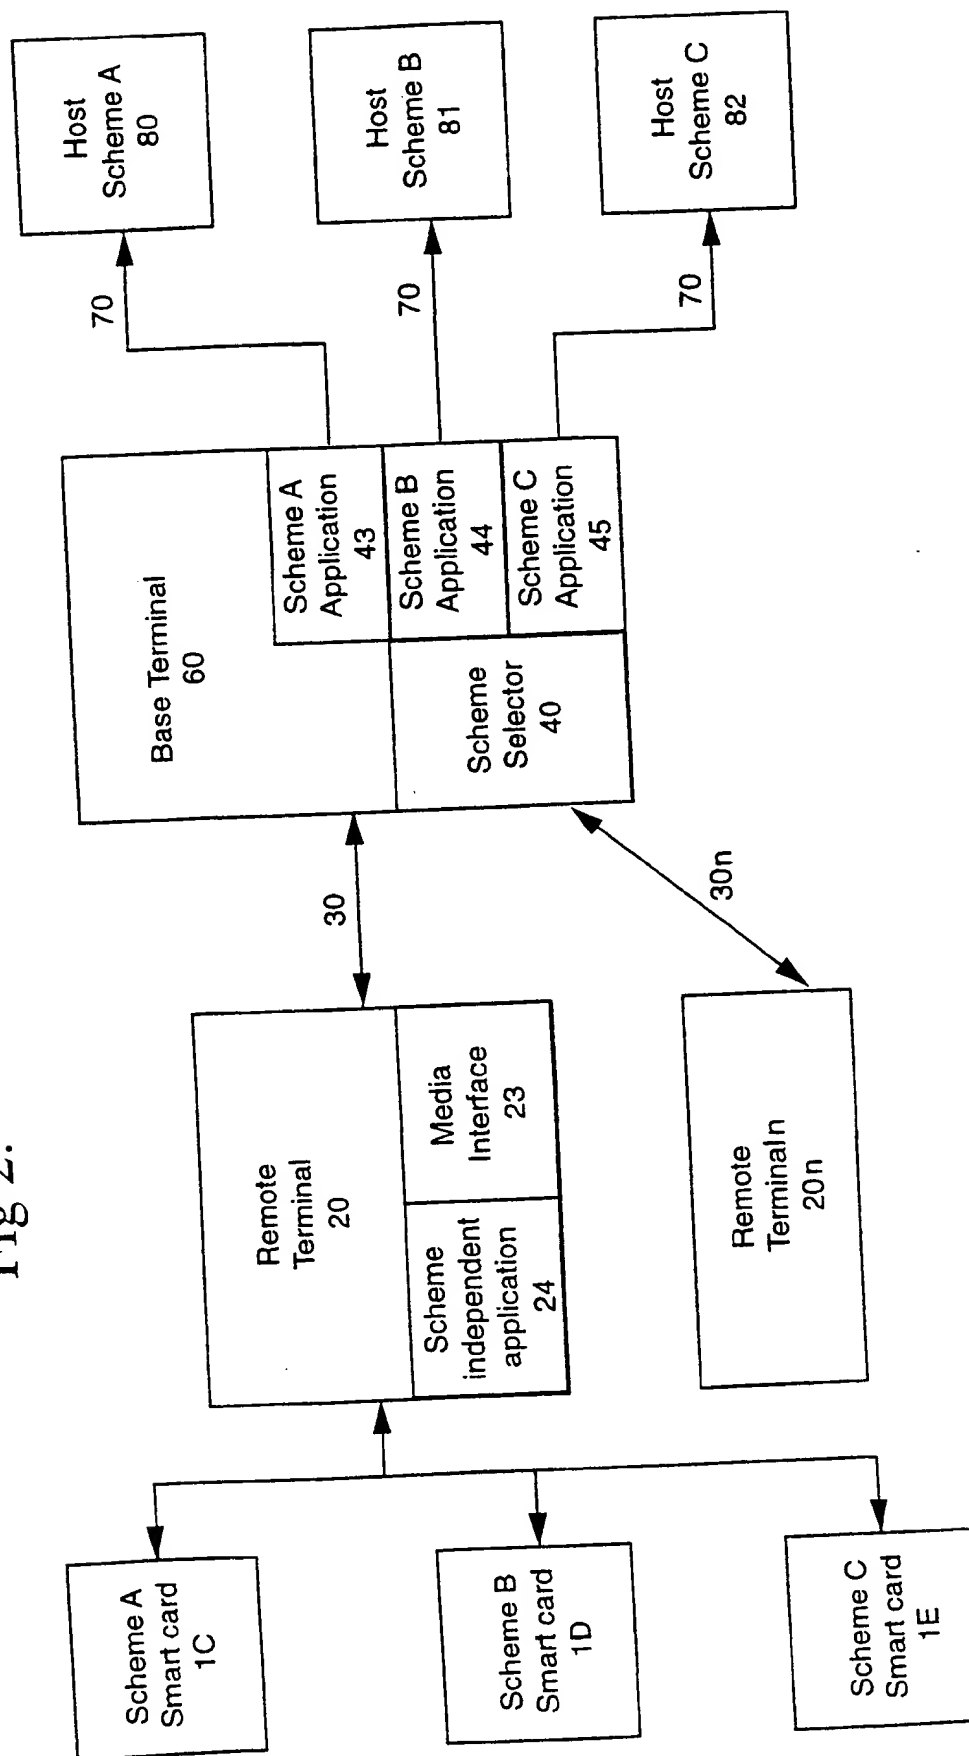 Fig 2.
Scheme A
Smart card
1C
Scheme B
Smart card
1D
Scheme C
Smart card
1E
Remote
Terminal
20
Scheme
independent
application
24
Media
Interface
23
Remote
Terminaln
20n
30
30n
Base Terminal
60
Scheme
Selector
40
Scheme A
Application
43
Scheme B
Application
44
Scheme C
Application
45
70
70
70
Host
Scheme A
80
Host
Scheme B
81
Host
Scheme C
82